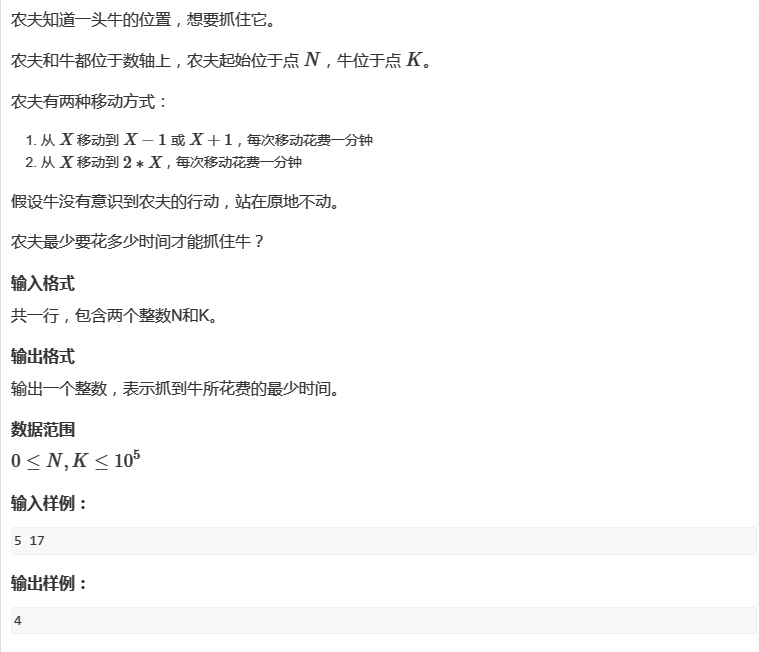 农夫知道一头牛的位置，想要抓住它。
农夫和牛都位于数轴上，农夫起始位于点 N，牛位于点 K。
农夫有两种移动方式：
1. 从 X 移动到 X − 1 或 X + 1，每次移动花费一分钟
2. 从 X 移动到 2 ∗ X，每次移动花费一分钟
假设牛没有意识到农夫的行动，站在原地不动。
农夫最少要花多少时间才能抓住牛？
输入格式
共一行，包含两个整数N和K。
输出格式
输出一个整数，表示抓到牛所花费的最少时间。
数据范围
0 ≤ N, K ≤ 10⁵
输入样例：
5 17
输出样例：
4